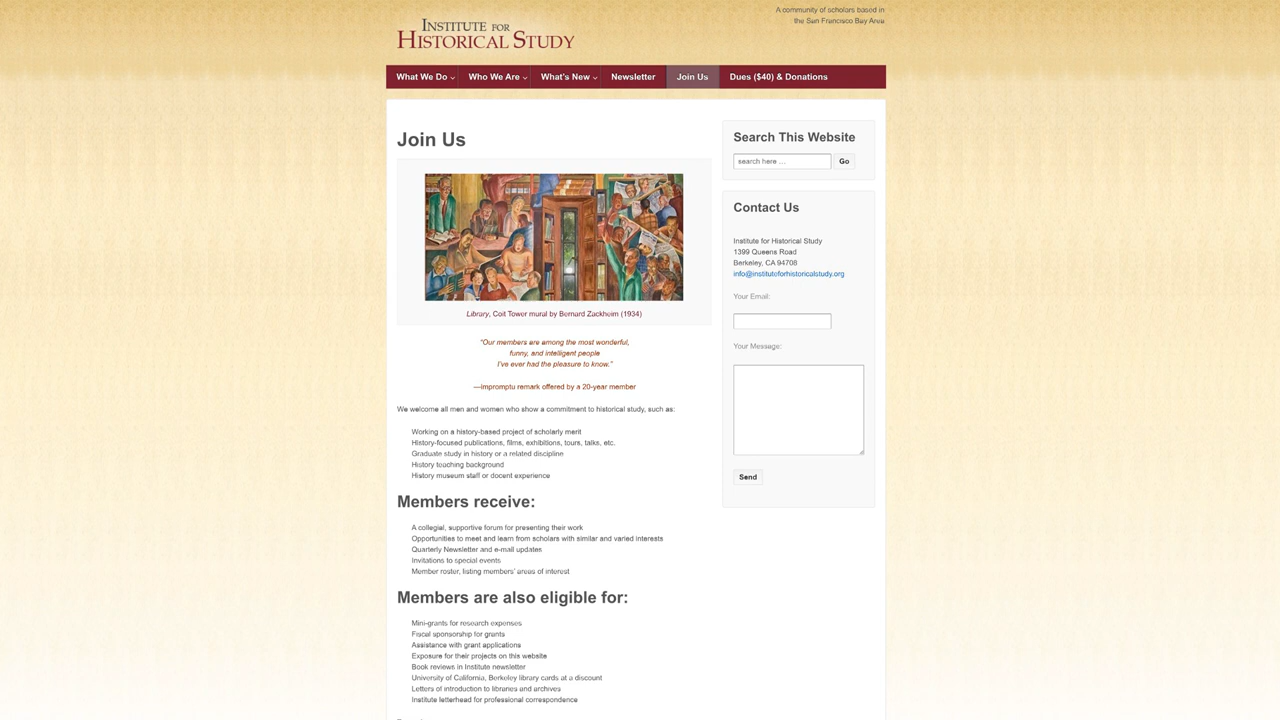 A community of scholars based in
the San Francisco Bay Area
INSTITUTE FOR
HISTORICAL STUDY
What We Do
Who We Are
What's New
Newsletter
Join Us
Dues ($40) & Donations
Join Us
Library, Coit Tower mural by Bernard Zackheim (1934)
"Our members are among the most wonderful,
funny, and intelligent people
I've ever had the pleasure to know."
—impromptu remark offered by a 20-year member
We welcome all men and women who show a commitment to historical study, such as:
Working on a history-based project of scholarly merit
History-focused publications, films, exhibitions, tours, talks, etc.
Graduate study in history or a related discipline
History teaching background
History museum staff or docent experience
Members receive:
A collegial, supportive forum for presenting their work
Opportunities to meet and learn from scholars with similar and varied interests
Quarterly Newsletter and e-mail updates
Invitations to special events
Member roster, listing members' areas of interest
Members are also eligible for:
Mini-grants for research expenses
Fiscal sponsorship for grants
Assistance with grant applications
Exposure for their projects on this website
Book reviews in Institute newsletter
University of California, Berkeley library cards at a discount
Letters of introduction to libraries and archives
Institute letterhead for professional correspondence
Search This Website
search here …
Go
Contact Us
Institute for Historical Study
1399 Queens Road
Berkeley, CA 94708
info@instituteforhistoricalstudy.org
Your Email:
Your Message:
Send